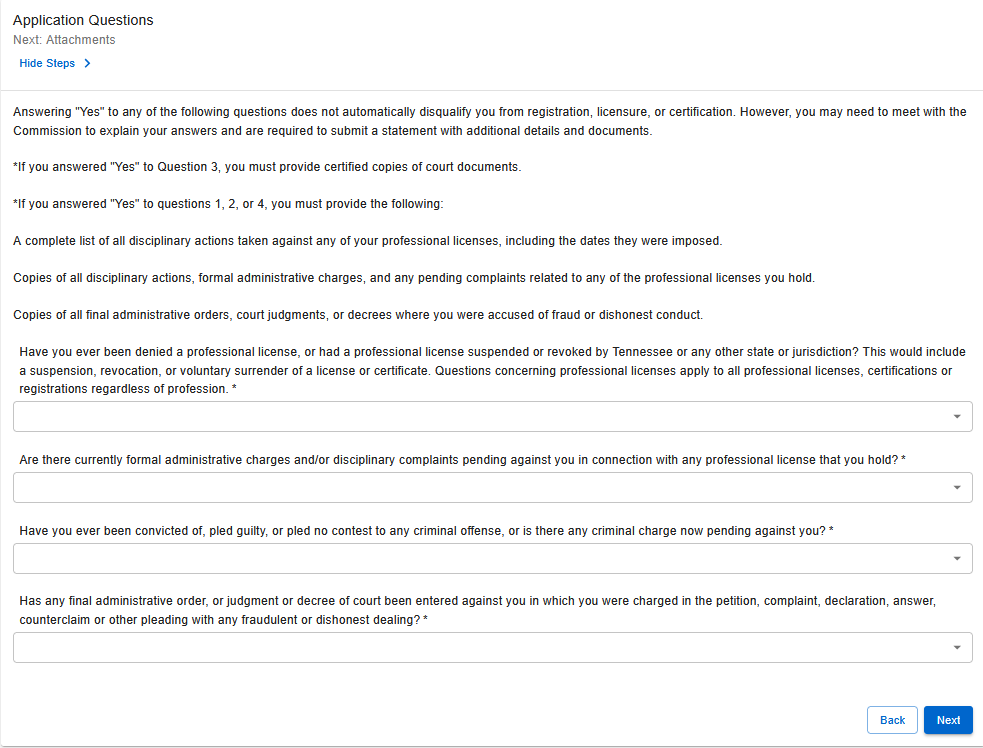 Application Questions
Next: Attachments
Hide Steps
Answering "Yes" to any of the following questions does not automatically disqualify you from registration, licensure, or certification. However, you may need to meet with the
Commission to explain your answers and are required to submit a statement with additional details and documents.
*If you answered "Yes" to Question 3, you must provide certified copies of court documents.
*If you answered "Yes" to questions 1, 2, or 4, you must provide the following:
A complete list of all disciplinary actions taken against any of your professional licenses, including the dates they were imposed.
Copies of all disciplinary actions, formal administrative charges, and any pending complaints related to any of the professional licenses you hold.
Copies of all final administrative orders, court judgments, or decrees where you were accused of fraud or dishonest conduct.
Have you ever been denied a professional license, or had a professional license suspended or revoked by Tennessee or any other state or jurisdiction? This would include
a suspension, revocation, or voluntary surrender of a license or certificate. Questions concerning professional licenses apply to all professional licenses, certifications or
registrations regardless of profession. *
Are there currently formal administrative charges and/or disciplinary complaints pending against you in connection with any professional license that you hold? *
Have you ever been convicted of, pled guilty, or pled no contest to any criminal offense, or is there any criminal charge now pending against you? *
Has any final administrative order, or judgment or decree of court been entered against you in which you were charged in the petition, complaint, declaration, answer,
counterclaim or other pleading with any fraudulent or dishonest dealing? *
Back
Next